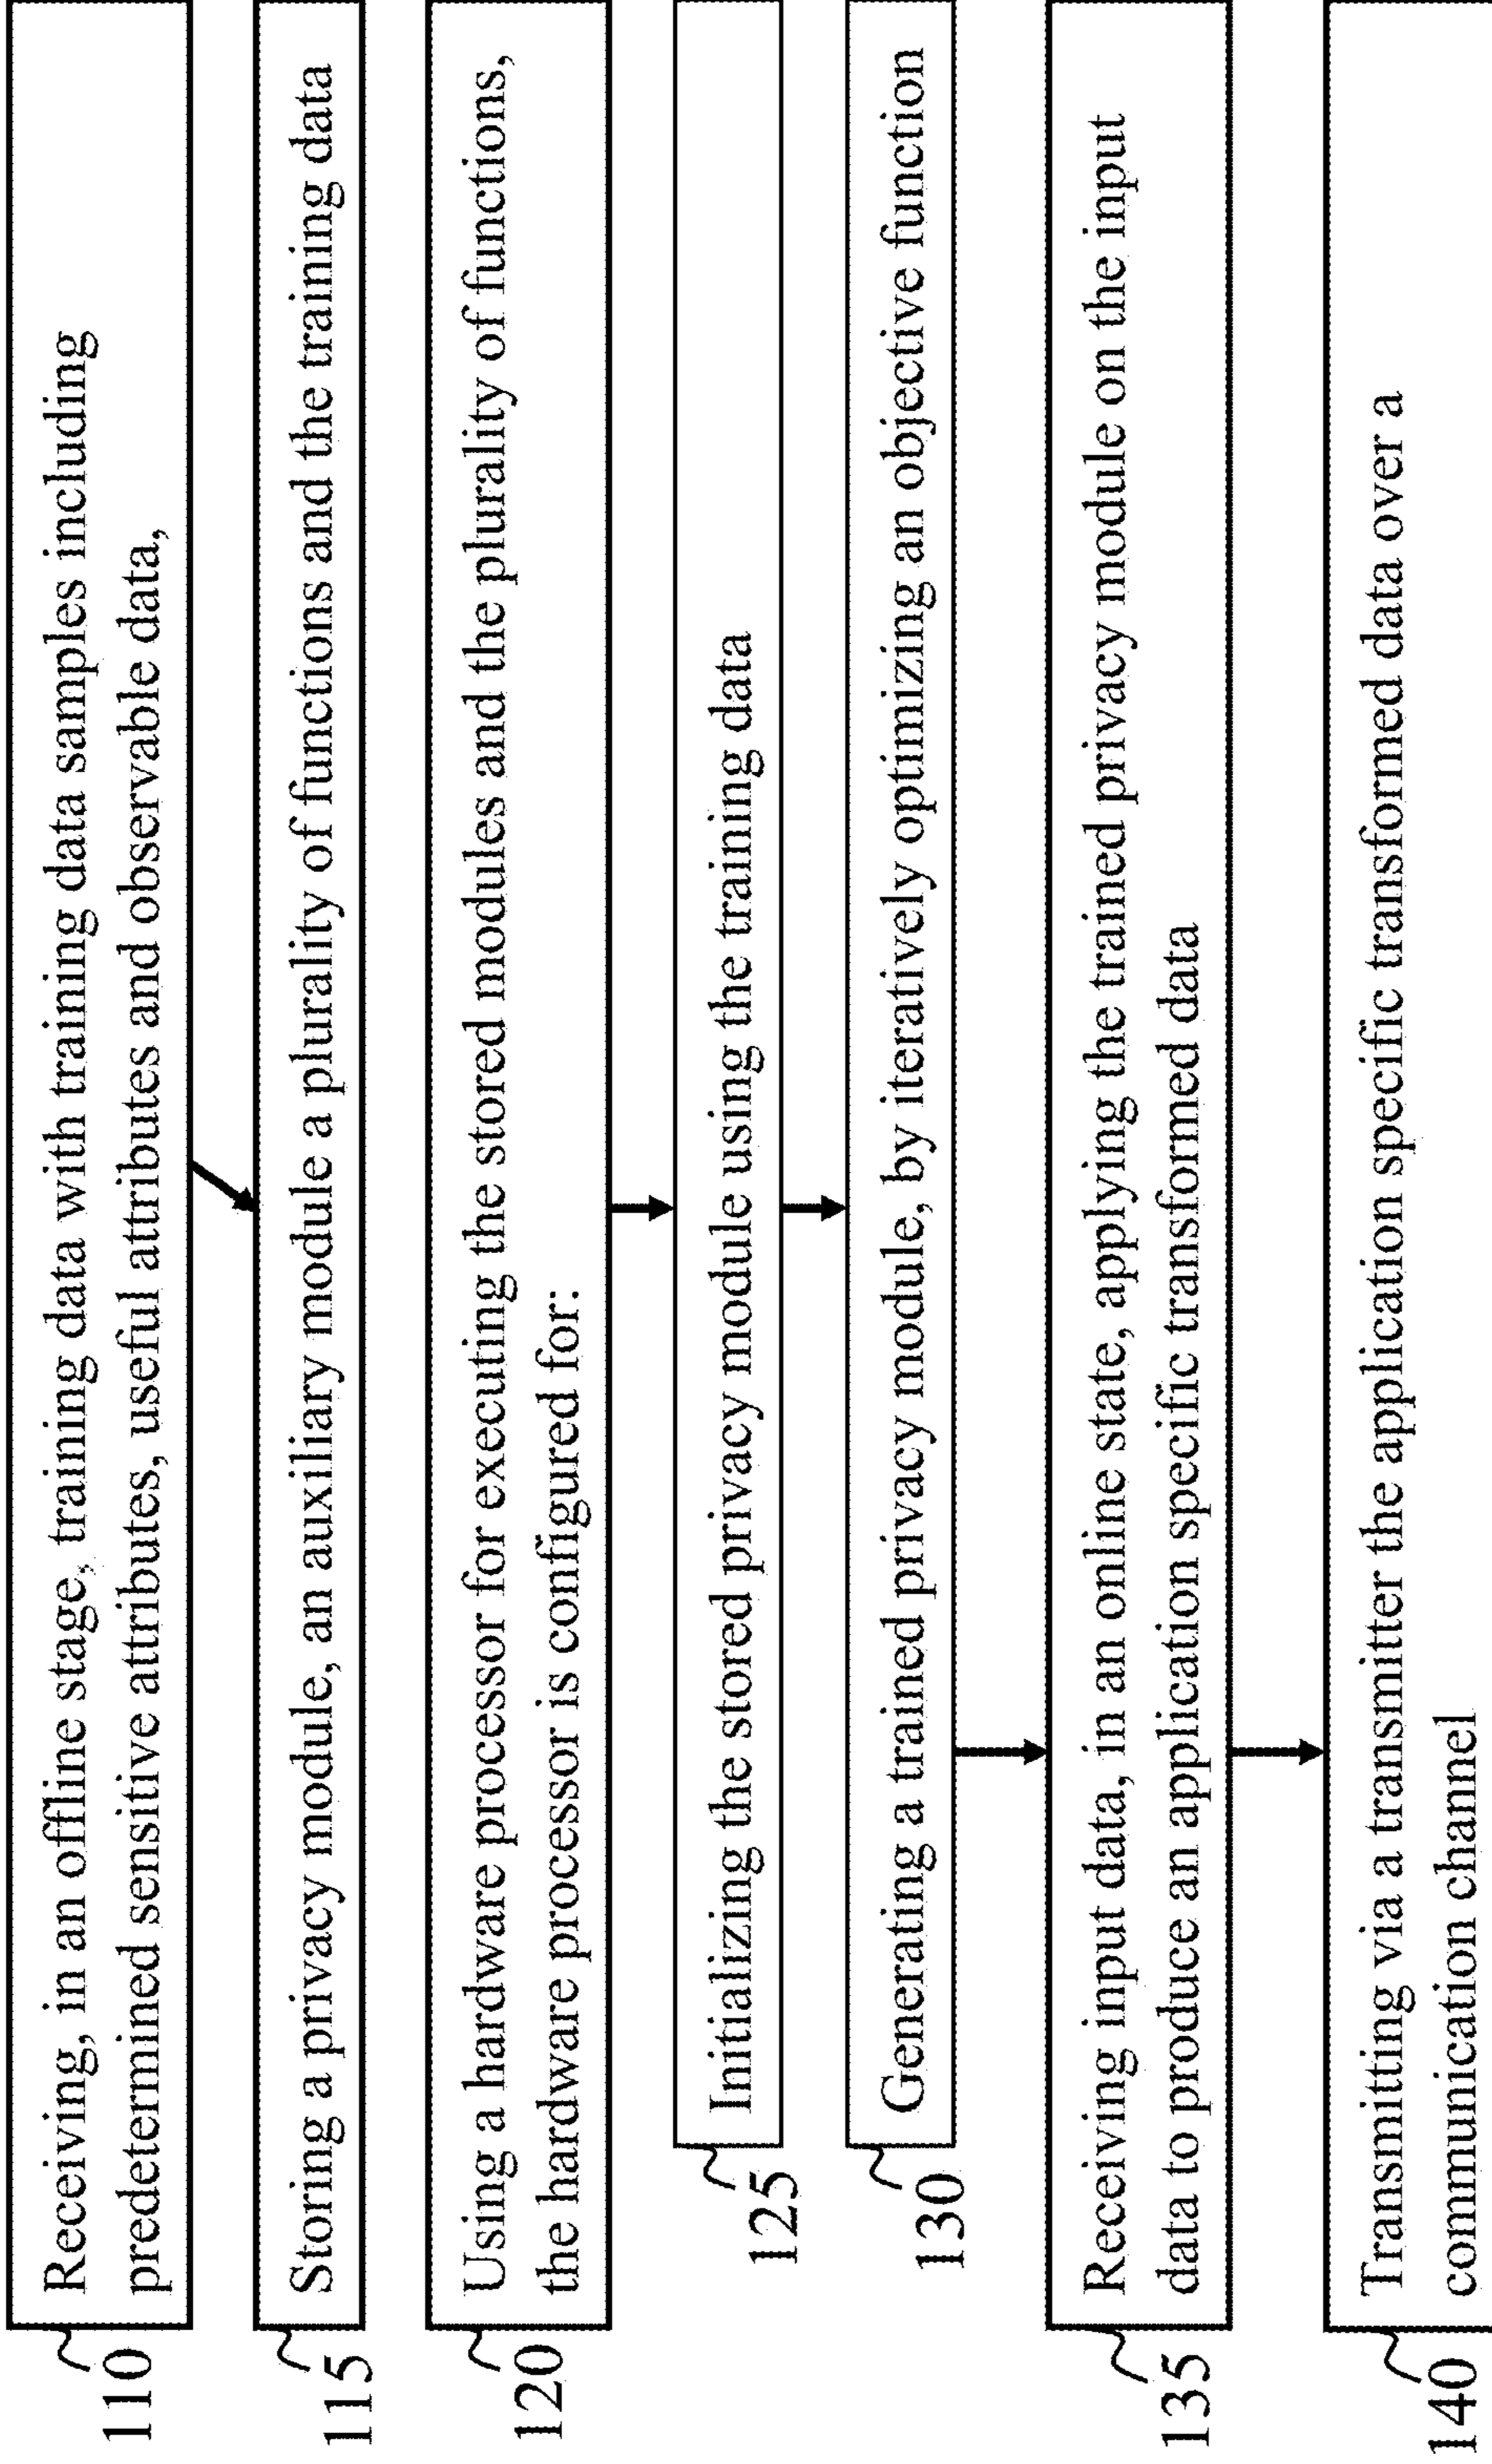 Receiving, in an offline stage, training data with training data samples including
predetermined sensitive attributes, useful attributes and observable data,
110
Storing a privacy module, an auxiliary module a plurality of functions and the training data
115
Using a hardware processor for executing the stored modules and the plurality of functions,
the hardware processor is configured for:
120
Initializing the stored privacy module using the training data
125
Generating a trained privacy module, by iteratively optimizing an objective function
130
Receiving input data, in an online state, applying the trained privacy module on the input
data to produce an application specific transformed data
135
Transmitting via a transmitter the application specific transformed data over a
communication channel
140